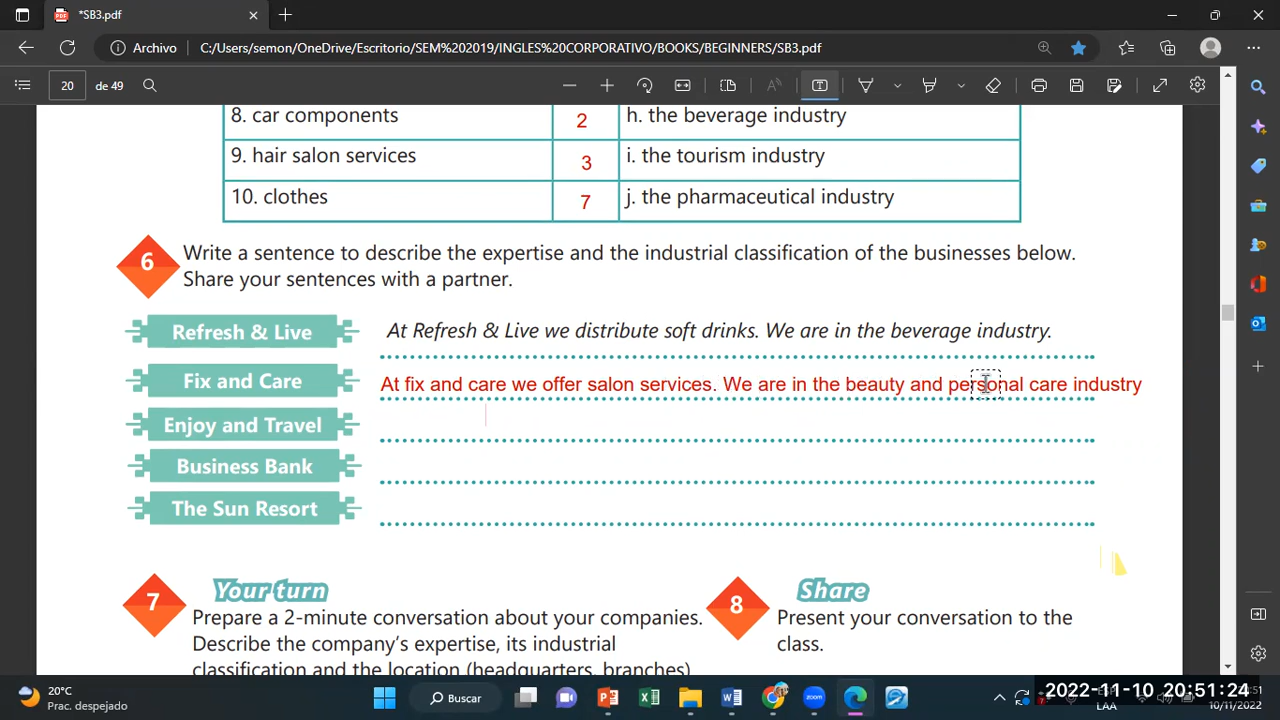 *SB3.pdf
Archivo
C:/Users/semon/OneDrive/Escritorio/SEM%202019/INGLES%20CORPORATIVO/BOOKS/BEGINNERS/SB3.pdf
20 de 49
8. car components 2 h. the beverage industry
9. hair salon services 3 i. the tourism industry
10. clothes 7 j. the pharmaceutical industry
6 Write a sentence to describe the expertise and the industrial classification of the businesses below.
Share your sentences with a partner.
Refresh & Live At Refresh & Live we distribute soft drinks. We are in the beverage industry.
Fix and Care At fix and care we offer salon services. We are in the beauty and personal care industry
Enjoy and Travel
Business Bank
The Sun Resort
7 Your turn
Prepare a 2-minute conversation about your companies.
Describe the company's expertise, its industrial
classification and the location (headquarters, branches)
8 Share
Present your conversation to the
class.
20°C
Prac. despejado
Buscar
LAA
2022-11-10 20:51:24
10/11/2022